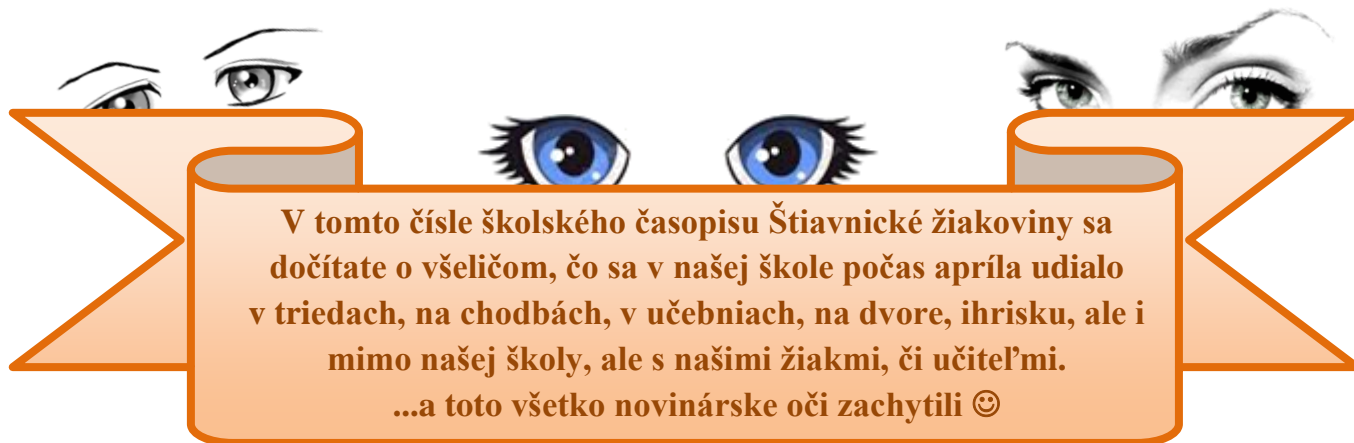 V tomto čísle školského časopisu Štiavnické žiakoviny sa
dočítate o všeličom, čo sa v našej škole počas apríla udialo
v triedach, na chodbách, v učebniach, na dvore, ihrisku, ale i
mimo našej školy, ale s našimi žiakmi, či učiteľmi.
...a toto všetko novinárske oči zachytili ☺